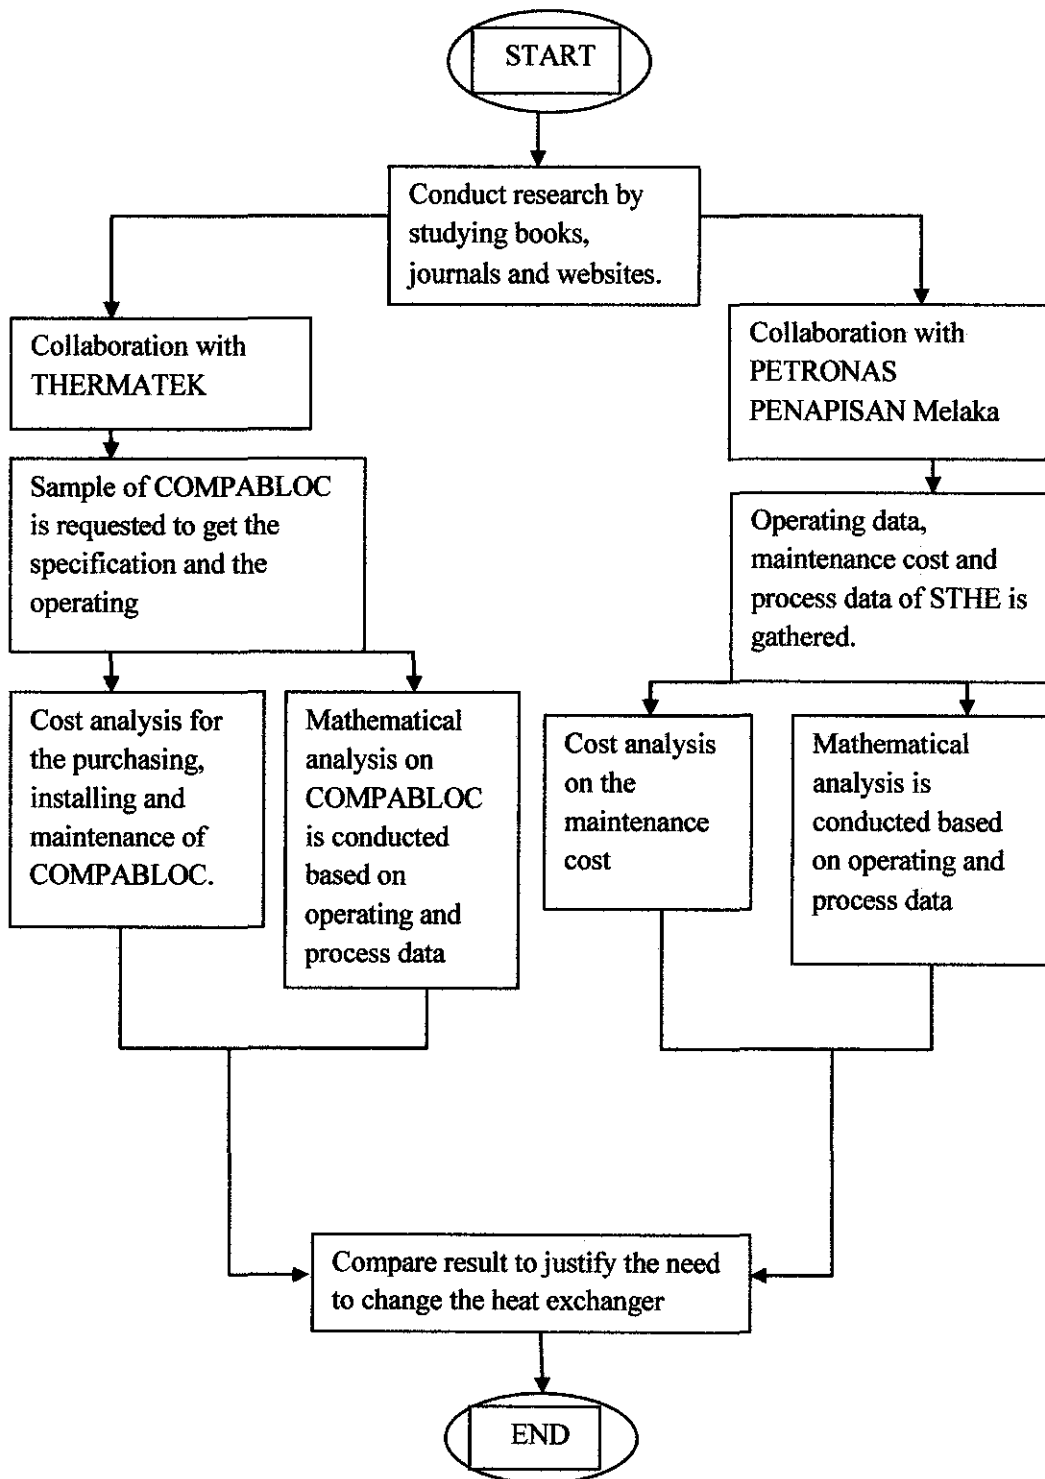 START
Conduct research by
studying books,
journals and websites.
Collaboration with
THERMATEK
Collaboration with
PETRONAS
PENAPISAN Melaka
Sample of COMPABLOC
is requested to get the
specification and the
operating
Operating data,
maintenance cost and
process data of STHE is
gathered.
Cost analysis for
the purchasing,
installing and
maintenance of
COMPABLOC.
Mathematical
analysis on
COMPABLOC
is conducted
based on
operating and
process data
Cost analysis
on the
maintenance
cost
Mathematical
analysis is
conducted based
on operating and
process data
Compare result to justify the need
to change the heat exchanger
END